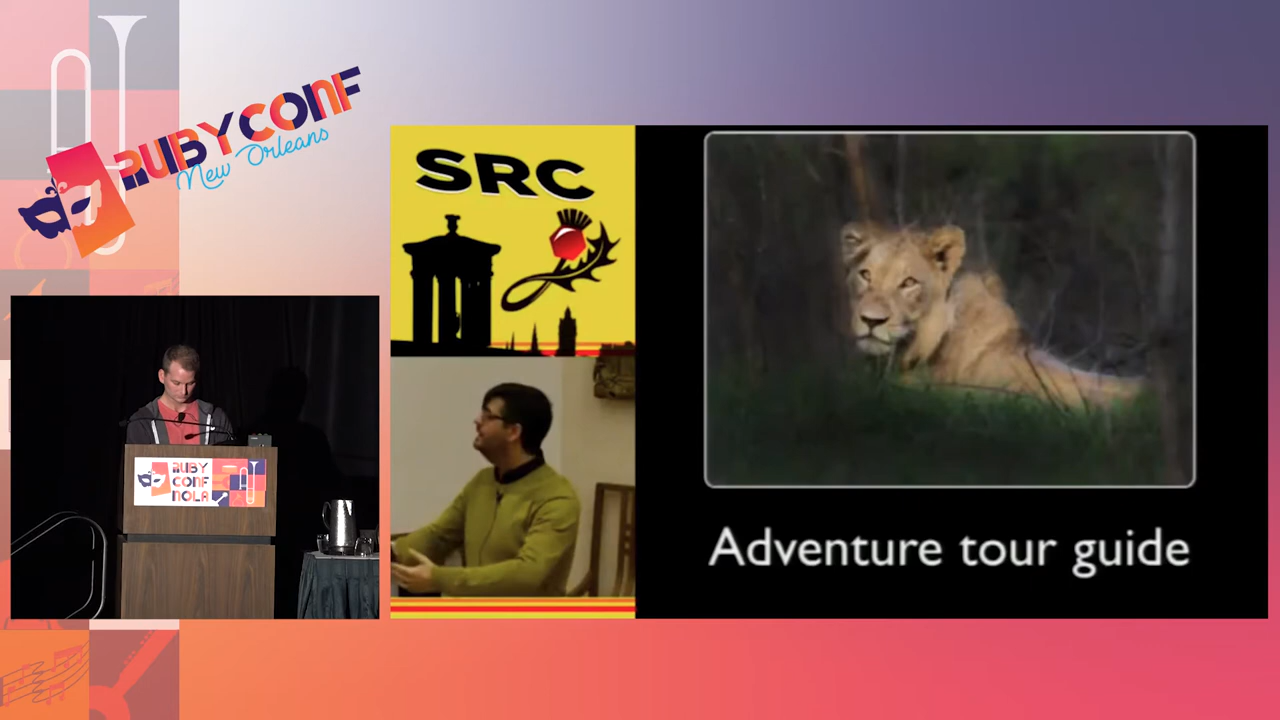 RUBYCONF
New Orleans
SRC
RUBY
CONF
NOLA
Adventure tour guide